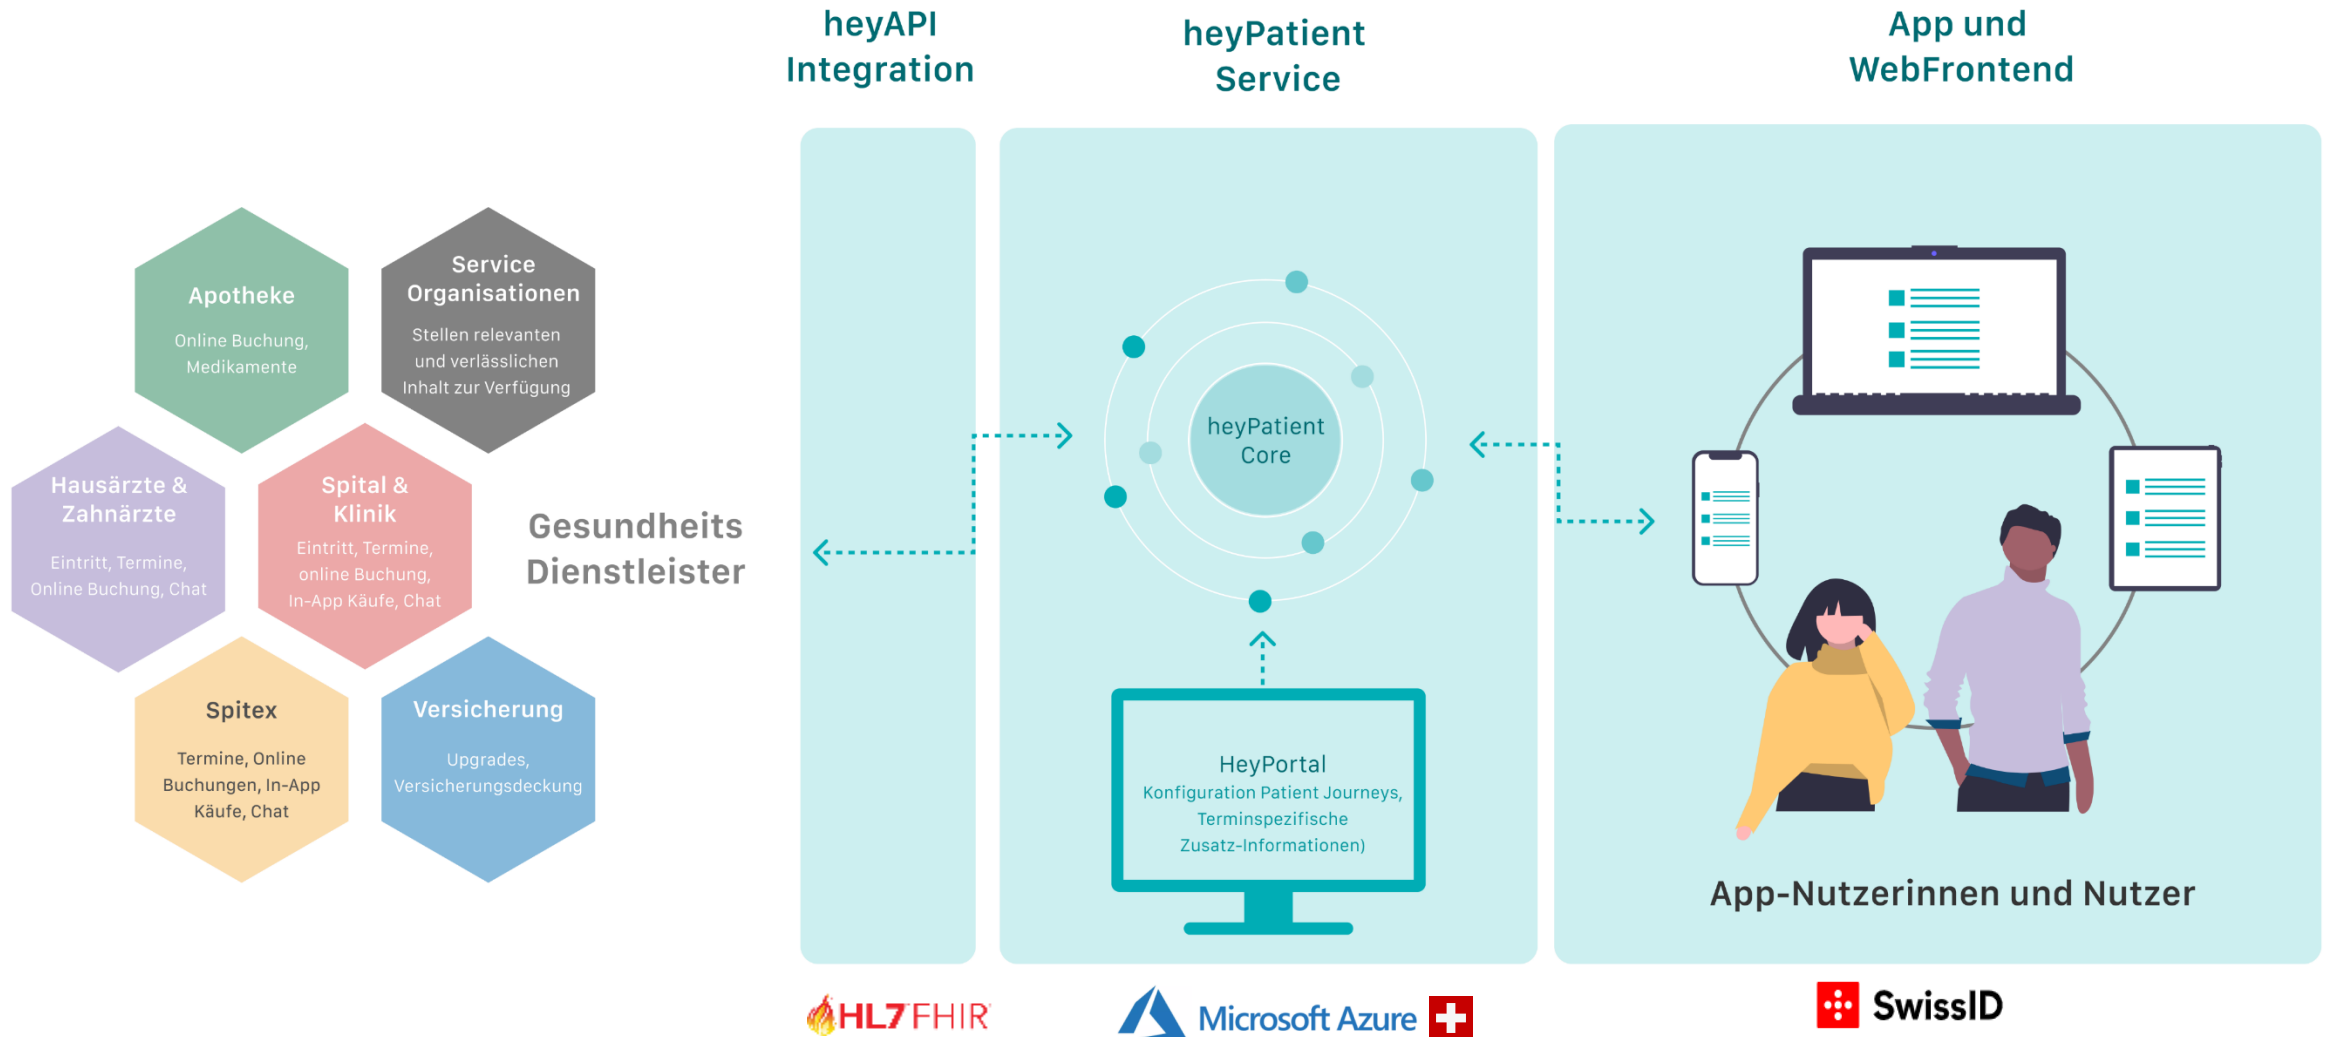 heyAPI
Integration
heyPatient
Service
App und
WebFrontend
Apotheke
Online Buchung,
Medikamente
Service
Organisationen
Stellen relevanten
und verlässlichen
Inhalt zur Verfügung
Hausärzte &
Zahnärzte
Eintritt, Termine,
Online Buchung, Chat
Spital &
Klinik
Eintritt, Termine,
online Buchung,
In-App Käufe, Chat
Gesundheits
Dienstleister
Spitex
Termine, Online
Buchungen, In-App
Käufe, Chat
Versicherung
Upgrades,
Versicherungsdeckung
heyPatient
Core
HeyPortal
Konfiguration Patient Journeys,
Terminspezifische
Zusatz-Informationen)
App-Nutzerinnen und Nutzer
HL7 FHIR
Microsoft Azure
SwissID